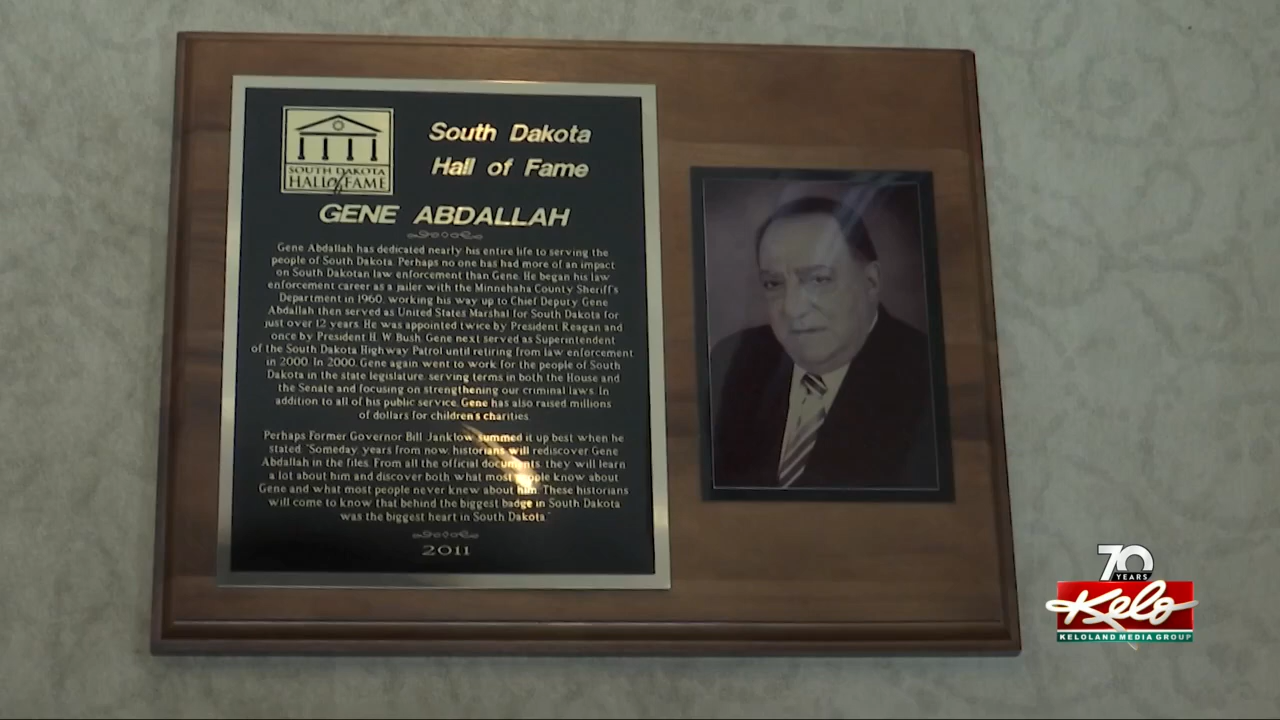 SOUTH DAKOTA
HALL of FAME
South Dakota
Hall of Fame
GENE ABDALLAH
Gene Abdallah has dedicated nearly his entire life to serving the
people of South Dakota. Perhaps no one has had more of an impact
on South Dakotan law enforcement than Gene. He began his law
enforcement career as a jailer with the Minnehaha County Sheriff's
Department in 1960, working his way up to Chief Deputy. Gene
Abdallah then served as United States Marshal for South Dakota for
just over 12 years. He was appointed twice by President Reagan and
once by President H. W. Bush. Gene next served as Superintendent
of the South Dakota Highway Patrol until retiring from law enforcement
in 2000. In 2000, Gene again went to work for the people of South
Dakota in the state legislature, serving terms in both the House and
the Senate and focusing on strengthening our criminal laws. In
addition to all of his public service, Gene has also raised millions
of dollars for children's charities.
Perhaps Former Governor Bill Janklow summed it up best when he
stated: "Someday, years from now, historians will rediscover Gene
Abdallah in the files. From all the official documents, they will learn
a lot about him and discover both what most people know about
Gene and what most people never knew about him. These historians
will come to know that behind the biggest badge in South Dakota
was the biggest heart in South Dakota."
2011
70
YEARS
Kelo
KELOLAND MEDIA GROUP